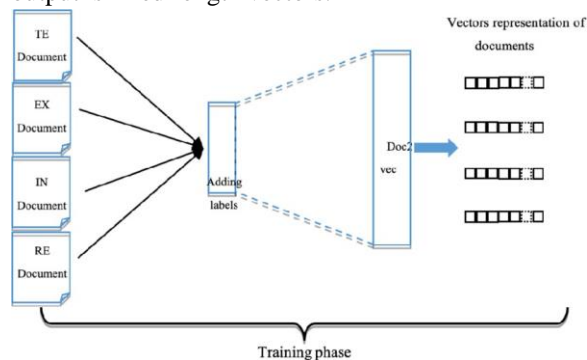 vectors.
TE
Document
EX
Document
IN
Document
RE
Document
Adding
labels
Doc2
vec
Vectors representation of
documents
Training phase